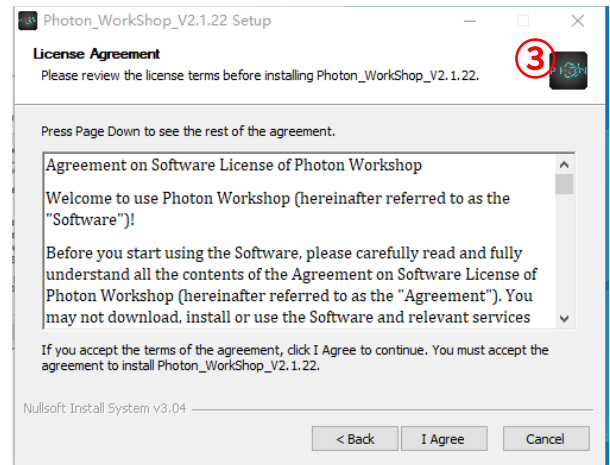 Photon_WorkShop_V2.1.22 Setup
License Agreement
Please review the license terms before installing Photon_WorkShop_V2.1.22.
③
Press Page Down to see the rest of the agreement.
Agreement on Software License of Photon Workshop
Welcome to use Photon Workshop (hereinafter referred to as the
"Software")!
Before you start using the Software, please carefully read and fully
understand all the contents of the Agreement on Software License of
Photon Workshop (hereinafter referred to as the "Agreement"). You
may not download, install or use the Software and relevant services
If you accept the terms of the agreement, click I Agree to continue. You must accept the
agreement to install Photon_WorkShop_V2.1.22.
Nullsoft Install System v3.04
< Back
I Agree
Cancel